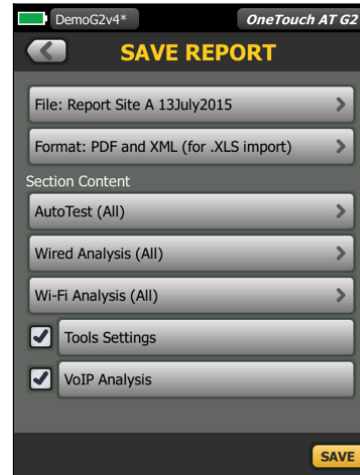 DemoG2v4*
OneTouch AT G2
SAVE REPORT
File: Report Site A 13July2015
Format: PDF and XML (for .XLS import)
Section Content
AutoTest (All)
Wired Analysis (All)
Wi-Fi Analysis (All)
Tools Settings
VoIP Analysis
SAVE